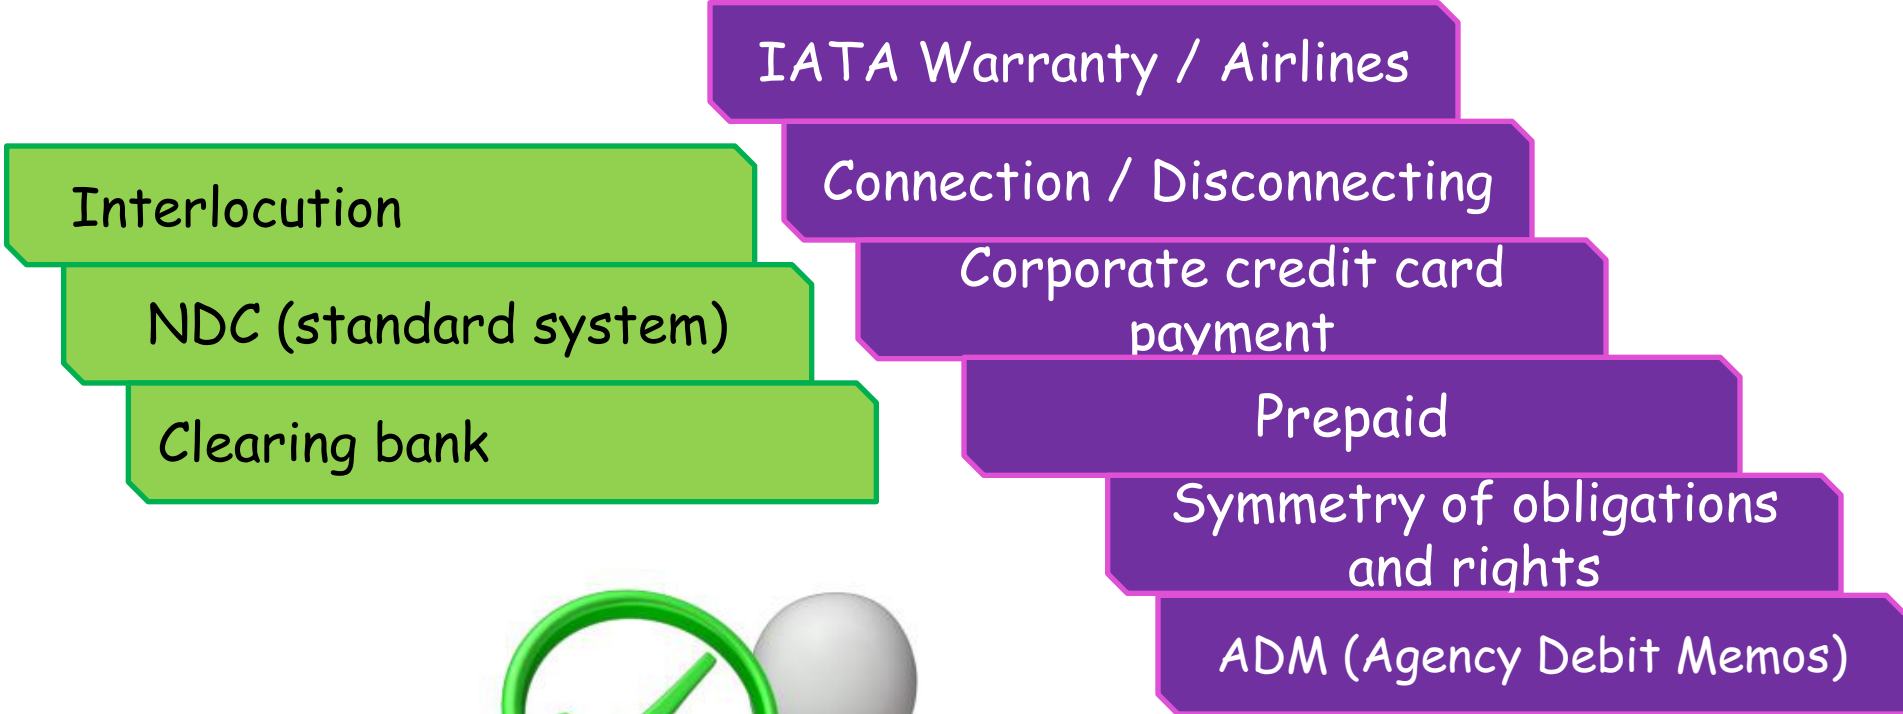 Interlocution
NDC (standard system)
Clearing bank
IATA Warranty / Airlines
Connection / Disconnecting
Corporate credit card
payment
Prepaid
Symmetry of obligations
and rights
ADM (Agency Debit Memos)